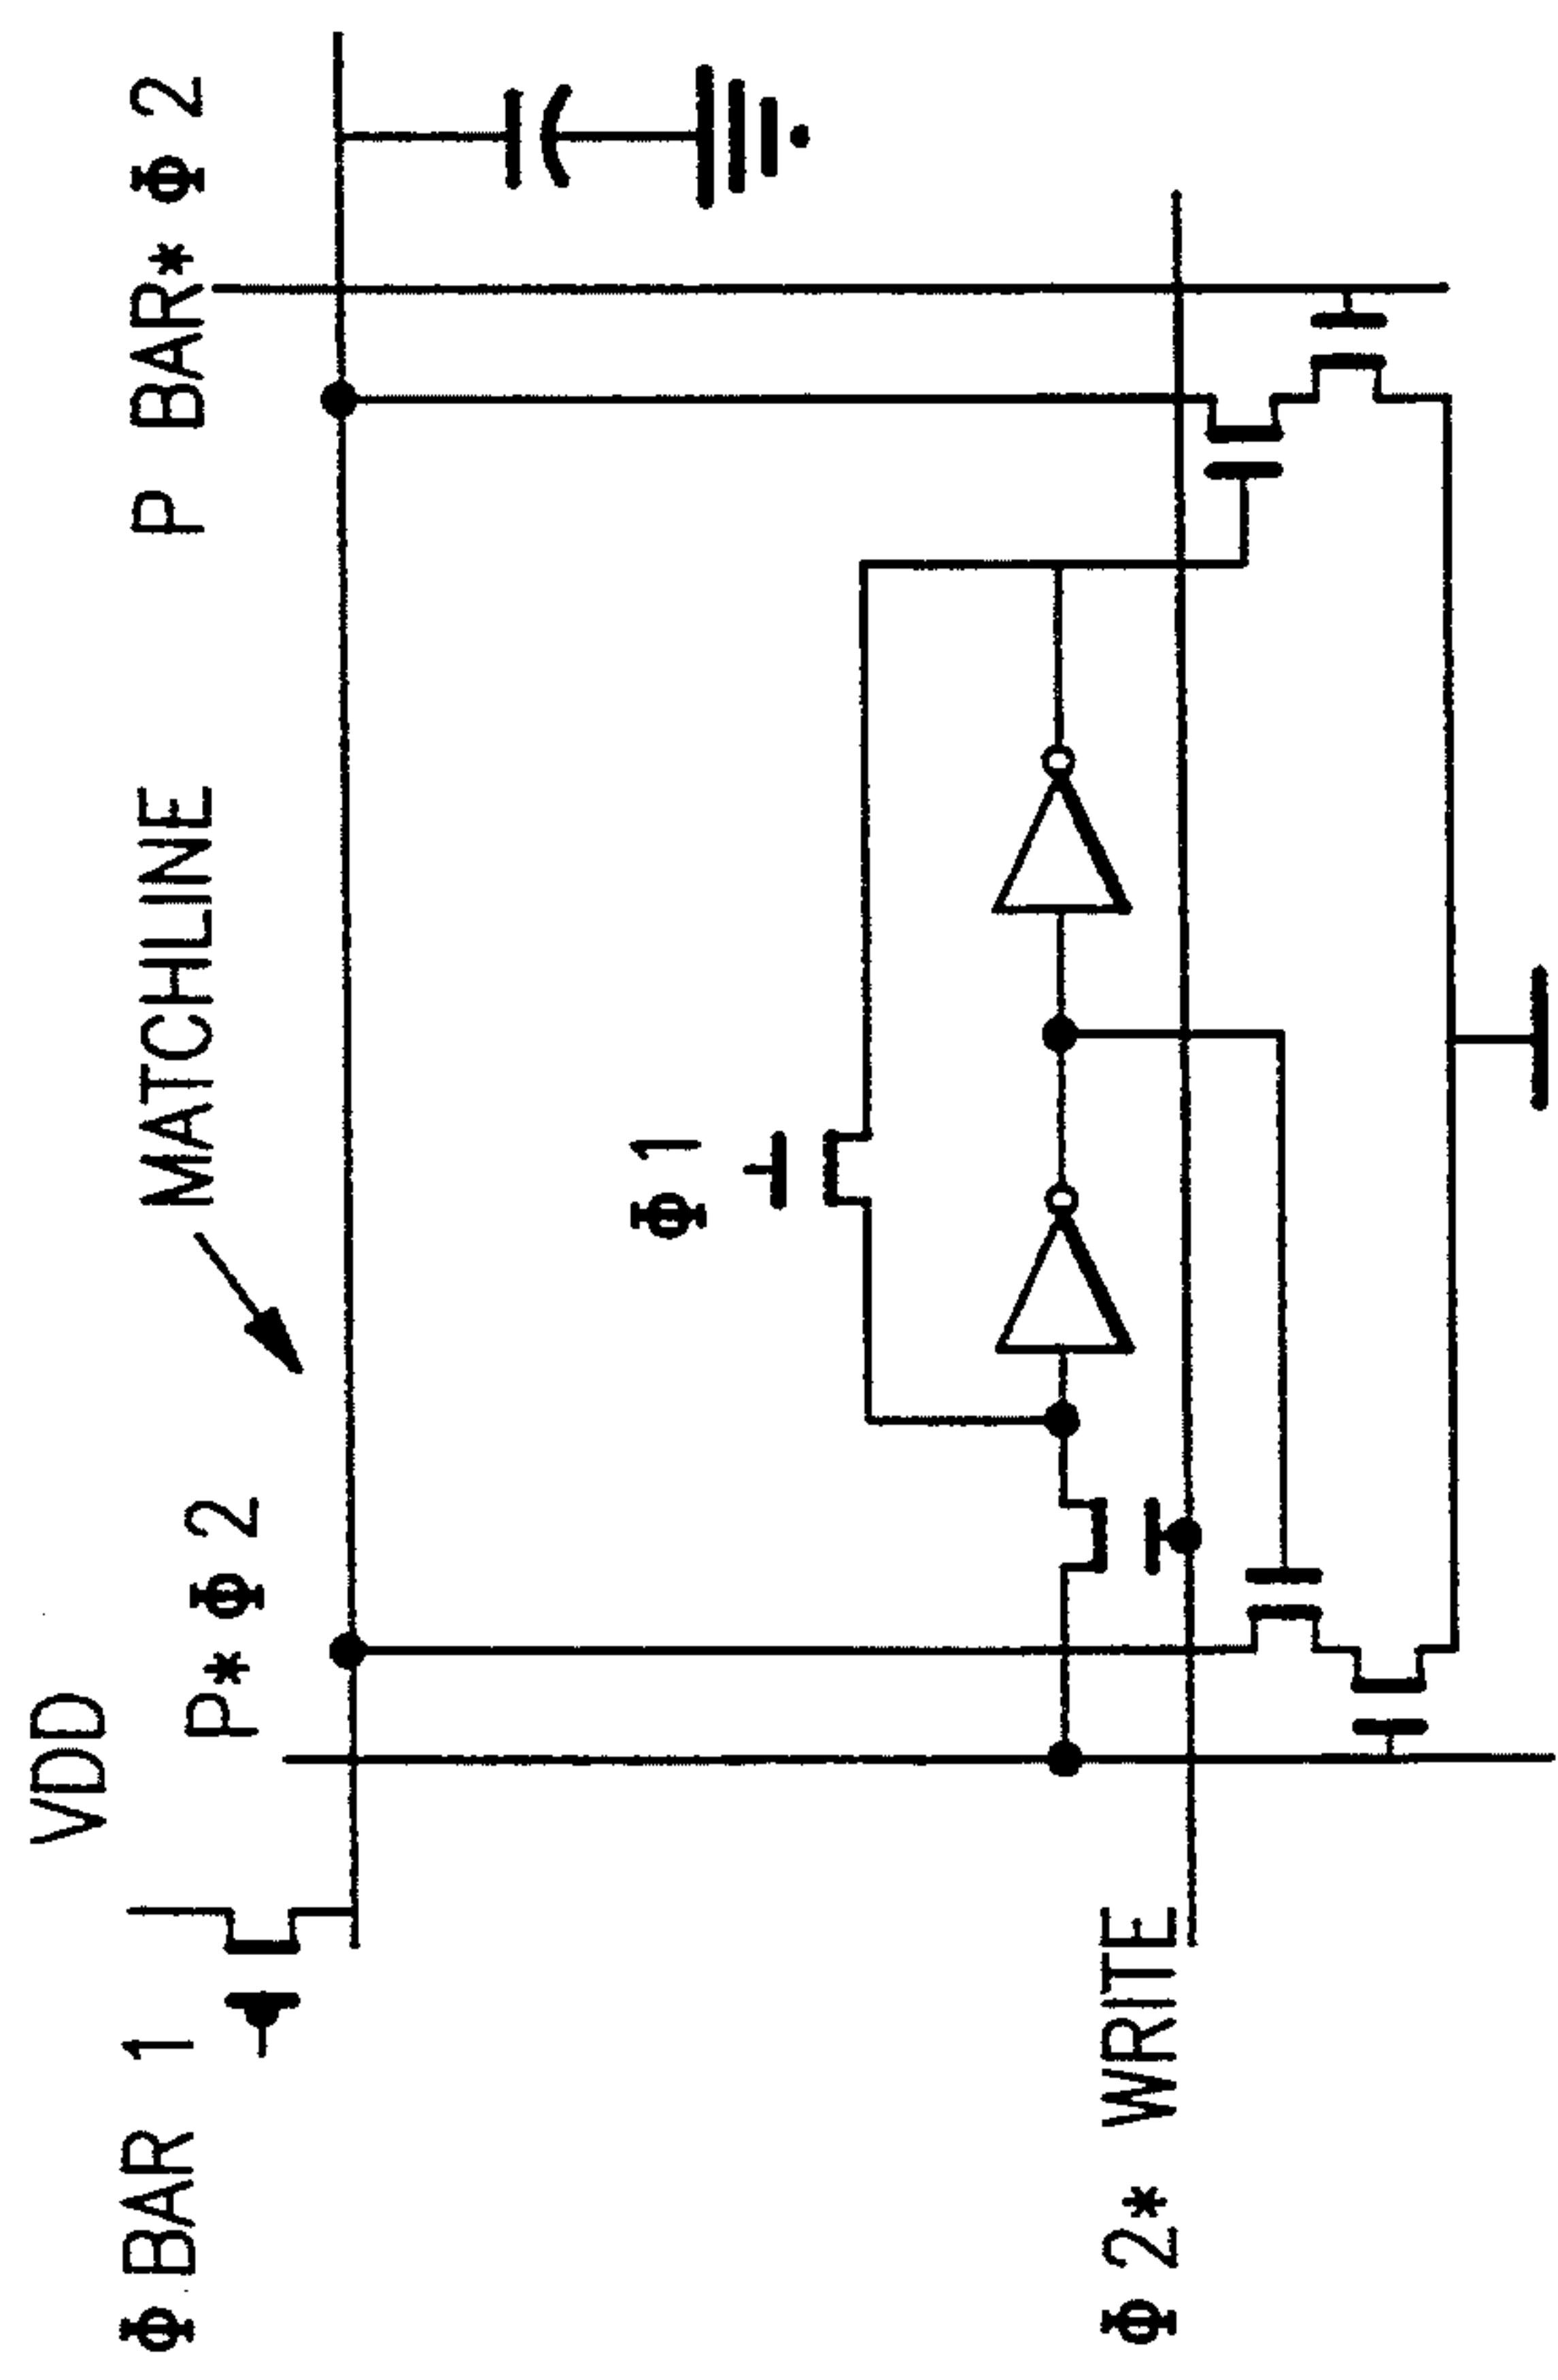 Φ BAR 1
VDD
P* Φ 2
MATCHLINE
P BAR* Φ 2
Φ 1
Φ 2* WRITE